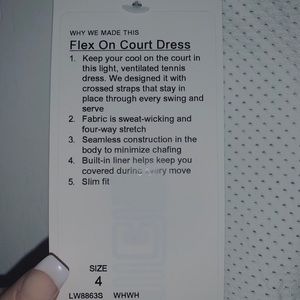 WHY WE MADE THIS
Flex On Court Dress
1. Keep your cool on the court in
this light, ventilated tennis
dress. We designed it with
crossed straps that stay in
place through every swing and
serve
2. Fabric is sweat-wicking and
four-way stretch
3. Seamless construction in the
body to minimize chafing
4. Built-in liner helps keep you
covered during every move
5. Slim fit
SIZE
4
LW8863S WHWH